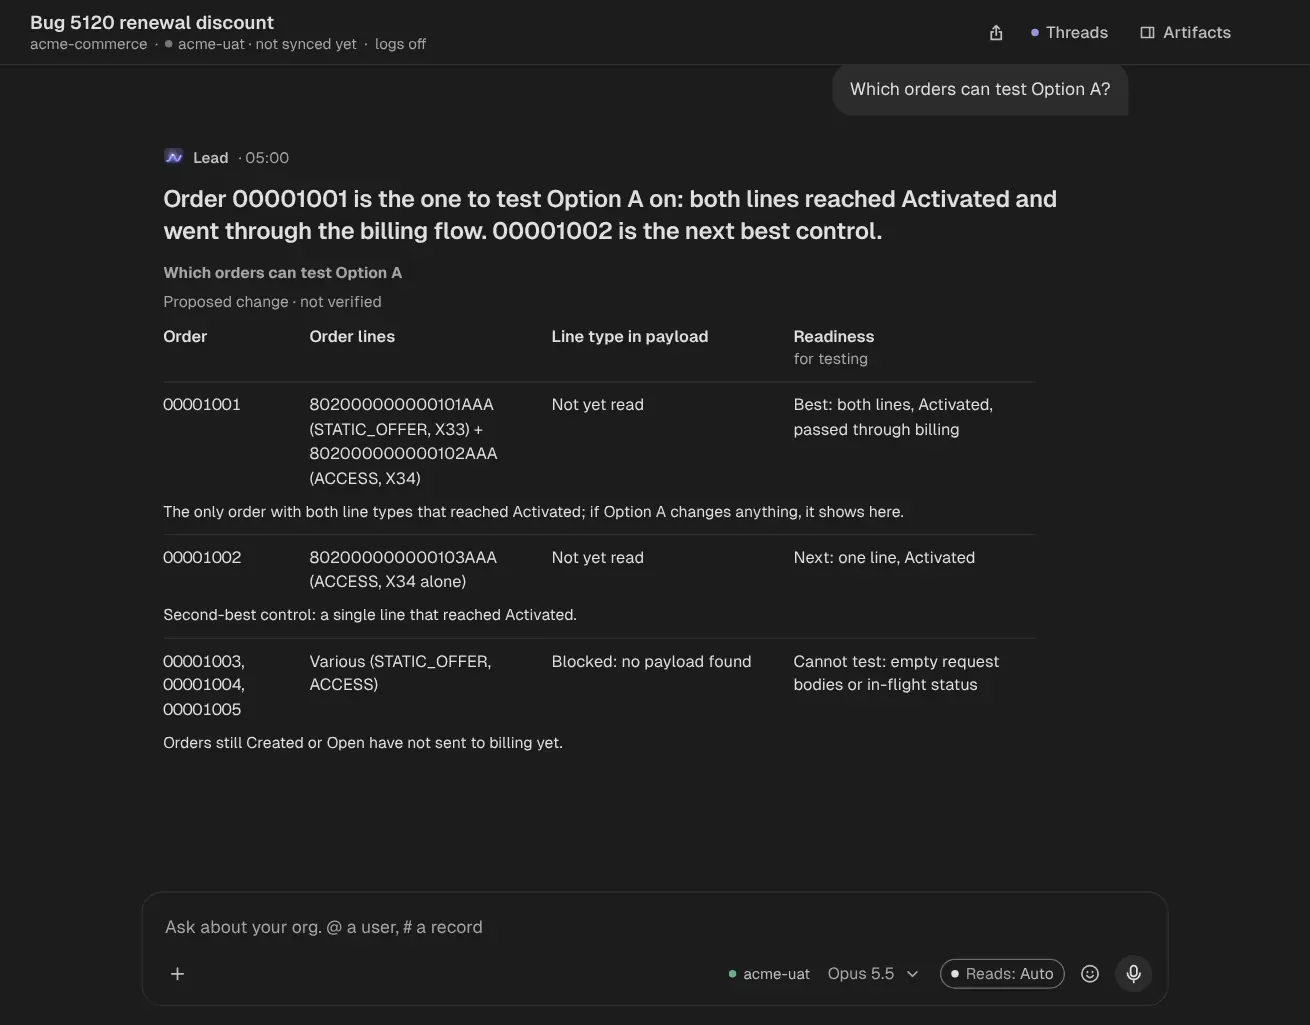 Bug 5120 renewal discount
acme-commerce · acme-uat · not synced yet · logs off
Threads
Artifacts
Which orders can test Option A?
Lead · 05:00
Order 00001001 is the one to test Option A on: both lines reached Activated and
went through the billing flow. 00001002 is the next best control.
Which orders can test Option A
Proposed change · not verified
Order
Order lines
Line type in payload
Readiness
for testing
00001001
802000000000101AAA
(STATIC_OFFER, X33) +
802000000000102AAA
(ACCESS, X34)
Not yet read
Best: both lines, Activated,
passed through billing
The only order with both line types that reached Activated; if Option A changes anything, it shows here.
00001002
802000000000103AAA
(ACCESS, X34 alone)
Not yet read
Next: one line, Activated
Second-best control: a single line that reached Activated.
00001003,
00001004,
00001005
Various (STATIC_OFFER,
ACCESS)
Blocked: no payload found
Cannot test: empty request
bodies or in-flight status
Orders still Created or Open have not sent to billing yet.
Ask about your org. @ a user, # a record
acme-uat
Opus 5.5
Reads: Auto